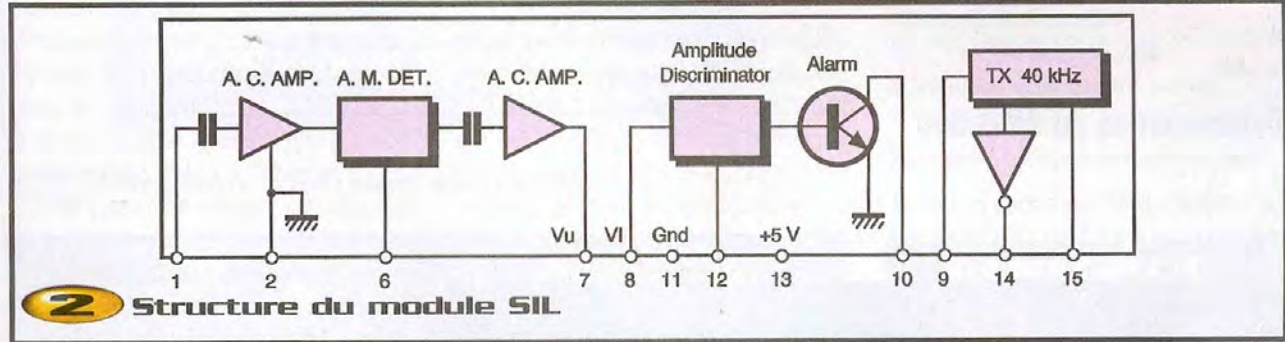 A. C. AMP.
A. M. DET.
A. C. AMP.
Amplitude
Discriminator
Alarm
TX 40 kHz
Vu VI Gnd +5 V
1 2 6 7 8 11 12 13 10 9 14 15
2 Structure du module SIL